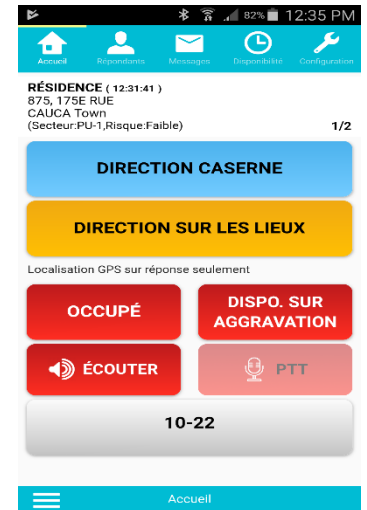 82% 12:35 PM
Accueil Répondants Messages Disponibilité Configuration
RÉSIDENCE ( 12:31:41 )
875, 175E RUE
CAUCA Town
(Secteur:PU-1,Risque:Faible) 1/2
DIRECTION CASERNE
DIRECTION SUR LES LIEUX
Localisation GPS sur réponse seulement
OCCUPÉ
DISPO. SUR
AGGRAVATION
ÉCOUTER
PTT
10-22
Accueil